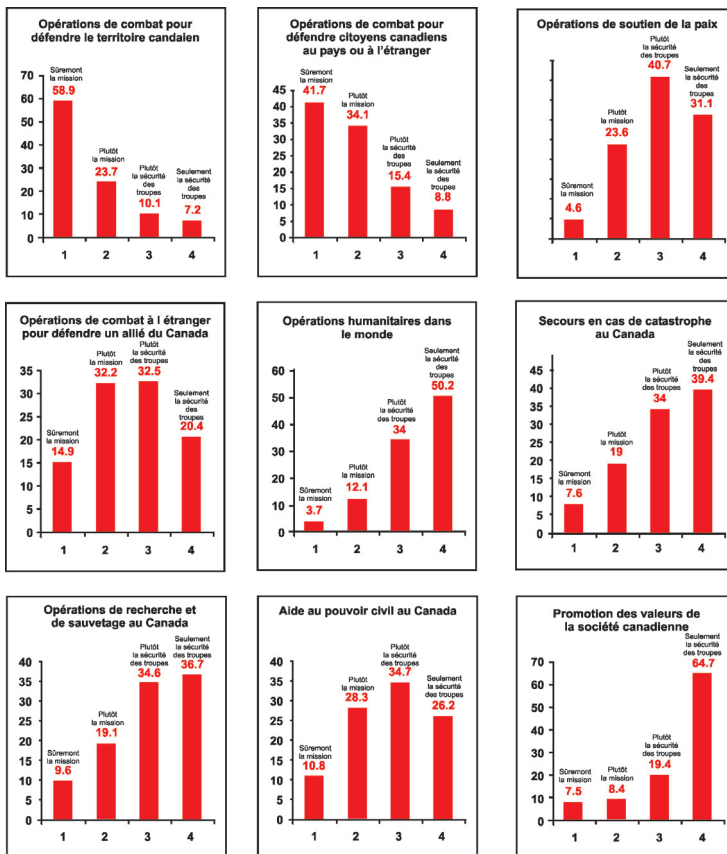 Opérations de combat pour
défendre le territoire candaien
Sûremont
la mission
58.9
Plutôt
la mission
23.7
Plutôt
la sécurité
des
troupes
10.1
Seulement
la sécurité
des
troupes
7.2
70
60
50
40
30
20
10
0
1 2 3 4
Opérations de combat pour
défendre citoyens canadiens
au pays ou à l'étranger
Sûremont
la mission
41.7
Plutôt
la mission
34.1
Plutôt
la sécurité
des troupes
15.4
Seulement
la sécurité
des
troupes
8.8
45
40
35
30
25
20
15
10
5
0
1 2 3 4
Opérations de soutien de la paix
Sûremont
la mission
4.6
Plutôt
la mission
23.6
Plutôt
la sécurité
des troupes
40.7
Seulement
la sécurité
des
troupes
31.1
1 2 3 4
Opérations de combat à l étranger
pour défendre un allié du Canada
Sûremont
la mission
14.9
Plutôt
la mission
32.2
Plutôt
la sécurité
des troupes
32.5
Seulement
la sécurité
des
troupes
20.4
35
30
25
20
15
10
5
0
1 2 3 4
Opérations humanitaires dans
le monde
Sûremont
la mission
3.7
Plutôt
la mission
12.1
Plutôt
la sécurité
des troupes
34
Seulement
la sécurité
des
troupes
50.2
60
50
40
30
20
10
0
1 2 3 4
Secours en cas de catastrophe
au Canada
Sûremont
la mission
7.6
Plutôt
la mission
19
Plutôt
la sécurité
des troupes
34
Seulement
la sécurité
des
troupes
39.4
45
40
35
30
25
20
15
10
5
0
1 2 3 4
Opérations de recherche et
de sauvetage au Canada
Sûremont
la mission
9.6
Plutôt
la mission
19.1
Plutôt
la sécurité
des troupes
34.6
Seulement
la sécurité
des troupes
36.7
40
35
30
25
20
15
10
5
0
1 2 3 4
Aide au pouvoir civil au Canada
Sûremont
la mission
10.8
Plutôt
la mission
28.3
Plutôt
la sécurité
des troupes
34.7
Seulement
la sécurité
des troupes
26.2
40
35
30
25
20
15
10
5
0
1 2 3 4
Promotion des valeurs de
la société canadienne
Sûremont
la mission
7.5
Plutôt
la mission
8.4
Plutôt
la sécurité
des troupes
19.4
Seulement
la sécurité
des
troupes
64.7
70
60
50
40
30
20
10
0
1 2 3 4